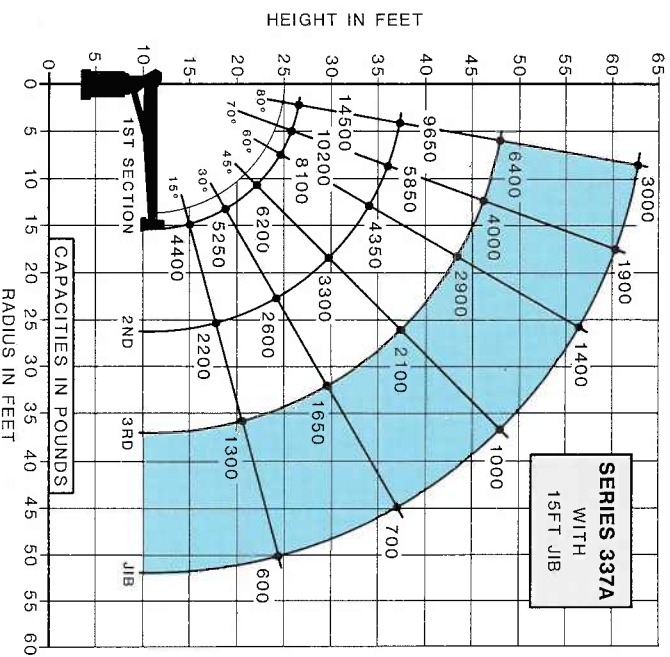 HEIGHT IN FEET
0 5 10 15 20 25 30 35 40 45 50 55 60 65
0 5 10 15 20 25 30 35 40 45 50 55 60
RADIUS IN FEET
CAPACITIES IN POUNDS
SERIES 337A
WITH
15FT JIB
1ST SECTION
2ND
3RD
JIB
80°
70°
60°
45°
30°
15°
14500 9650 6400 3000
10200 5850 4000 1900
8100 4350 2900 1400
6200 3300 2100 1000
5250 2600 1650 700
4400 2200 1300 600